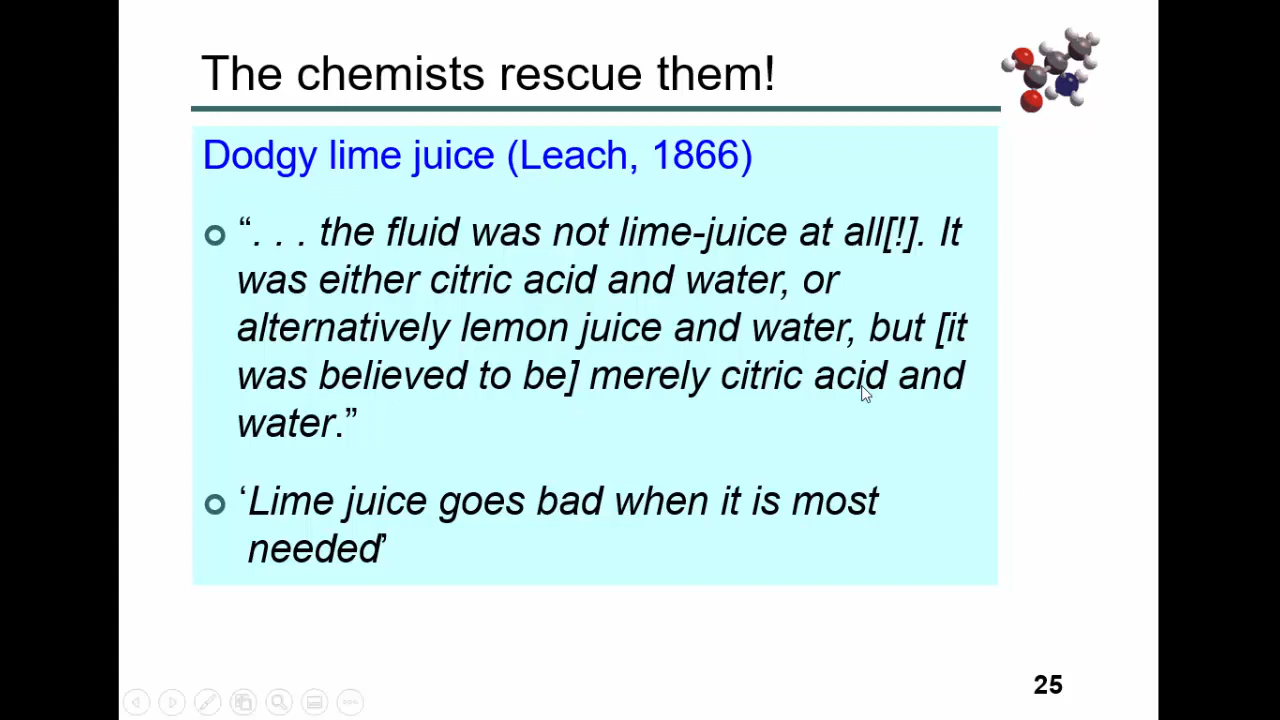 The chemists rescue them!
Dodgy lime juice (Leach, 1866)
“. . . the fluid was not lime-juice at all[!]. It
was either citric acid and water, or
alternatively lemon juice and water, but [it
was believed to be] merely citric acid and
water.”
‘Lime juice goes bad when it is most
needed’
25